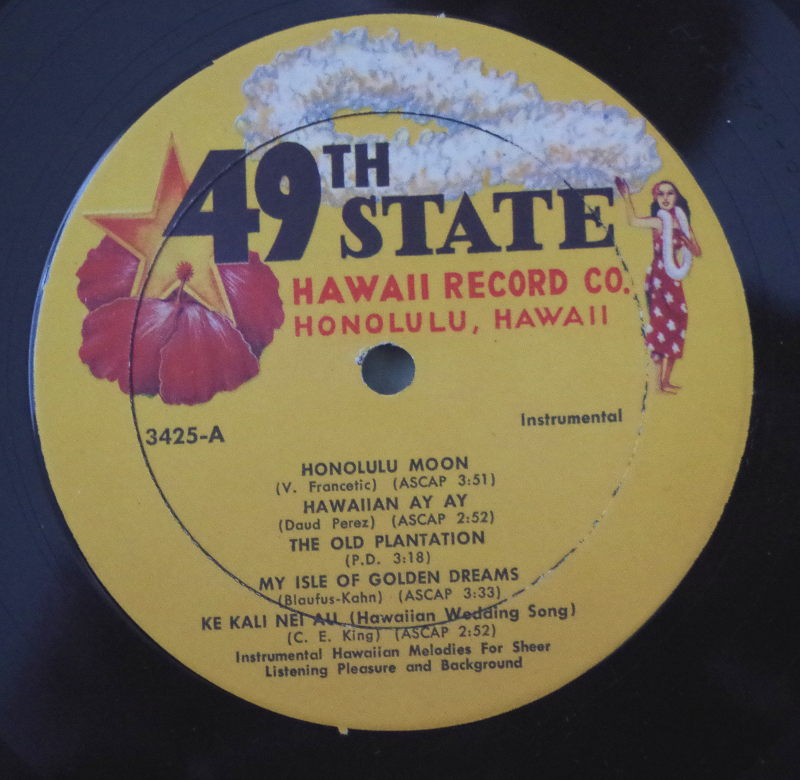 49TH
STATE
HAWAII RECORD CO.
HONOLULU, HAWAII
Instrumental
3425-A
HONOLULU MOON
(V. Francetic) (ASCAP 3:51)
HAWAIIAN AY AY
(Daud Perez) (ASCAP 2:52)
THE OLD PLANTATION
(P.D. 3:18)
MY ISLE OF GOLDEN DREAMS
(Blaufus-Kahn) (ASCAP 3:33)
KE KALI NEI AU (Hawaiian Wedding Song)
(C. E. King) (ASCAP 2:52)
Instrumental Hawaiian Melodies For Sheer
Listening Pleasure and Background